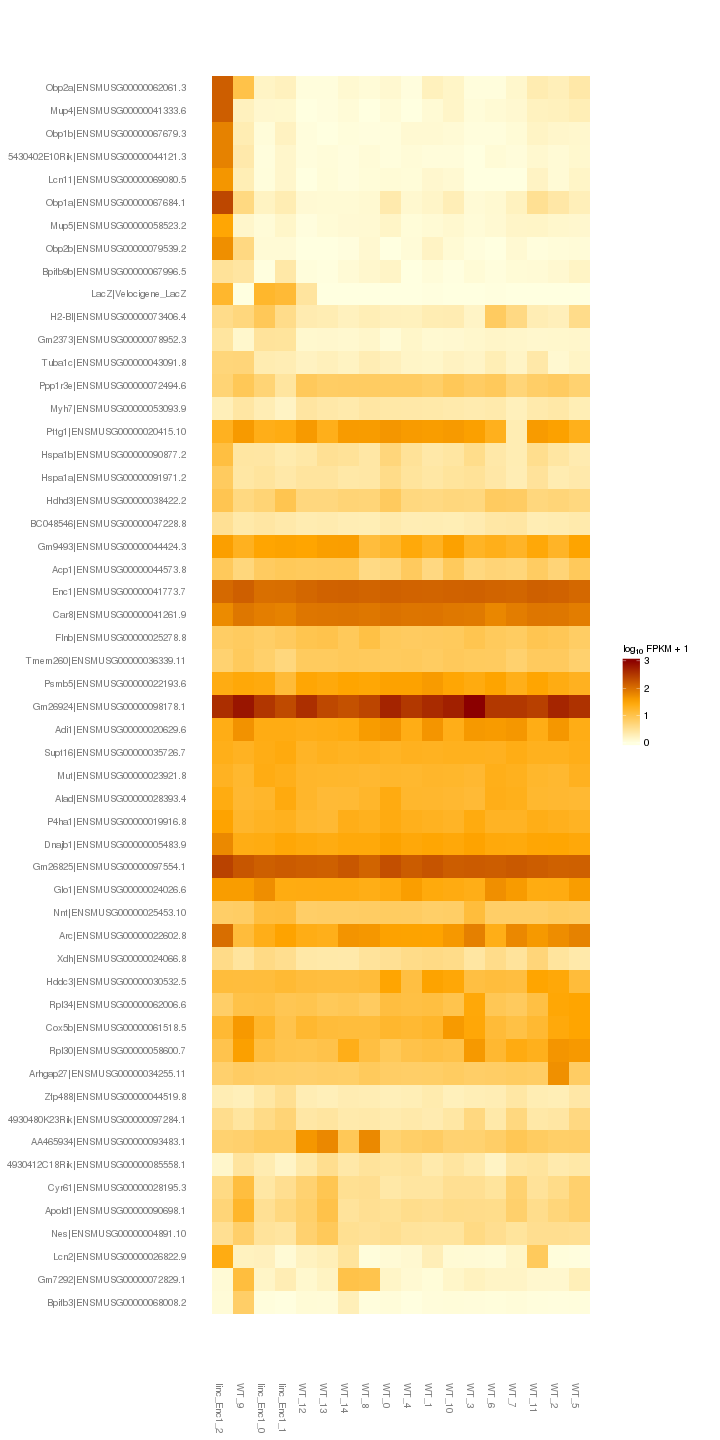 Obp2a|ENSMUSG00000062061.3
Mup4|ENSMUSG00000041333.6
Obp1b|ENSMUSG00000067679.3
5430402E10Rik|ENSMUSG00000044121.3
Lcn11|ENSMUSG00000069080.5
Obp1a|ENSMUSG00000067684.1
Mup5|ENSMUSG00000058523.2
Obp2b|ENSMUSG00000079539.2
Bpifb9b|ENSMUSG00000067996.5
LacZ|Velocigene_LacZ
H2-Bl|ENSMUSG00000073406.4
Gm2373|ENSMUSG00000078952.3
Tuba1c|ENSMUSG00000043091.8
Ppp1r3e|ENSMUSG00000072494.6
Myh7|ENSMUSG00000053093.9
Pttg1|ENSMUSG00000020415.10
Hspa1b|ENSMUSG00000090877.2
Hspa1a|ENSMUSG00000091971.2
Hdhd3|ENSMUSG00000038422.2
BC048546|ENSMUSG00000047228.8
Gm9493|ENSMUSG00000044424.3
Acp1|ENSMUSG00000044573.8
Enc1|ENSMUSG00000041773.7
Car8|ENSMUSG00000041261.9
Flnb|ENSMUSG00000025278.8
Tmem260|ENSMUSG00000036339.11
Psmb5|ENSMUSG00000022193.6
Gm26924|ENSMUSG00000098178.1
Adi1|ENSMUSG00000020629.6
Supt16|ENSMUSG00000035726.7
Mut|ENSMUSG00000023921.8
Alad|ENSMUSG00000028393.4
P4ha1|ENSMUSG00000019916.8
Dnajb1|ENSMUSG00000005483.9
Gm26825|ENSMUSG00000097554.1
Glo1|ENSMUSG00000024026.6
Nnt|ENSMUSG00000025453.10
Arc|ENSMUSG00000022602.8
Xdh|ENSMUSG00000024066.8
Hddc3|ENSMUSG00000030532.5
Rpl34|ENSMUSG00000062006.6
Cox5b|ENSMUSG00000061518.5
Rpl30|ENSMUSG00000058600.7
Arhgap27|ENSMUSG00000034255.11
Zfp488|ENSMUSG00000044519.8
4930480K23Rik|ENSMUSG00000097284.1
AA465934|ENSMUSG00000093483.1
4930412C18Rik|ENSMUSG00000085558.1
Cyr61|ENSMUSG00000028195.3
Apold1|ENSMUSG00000090698.1
Nes|ENSMUSG00000004891.10
Lcn2|ENSMUSG00000026822.9
Gm7292|ENSMUSG00000072829.1
Bpifb3|ENSMUSG00000068008.2
log10 FPKM + 1
3
2
1
0
linc_Enc1_2
WT_9
linc_Enc1_0
linc_Enc1_1
WT_12
WT_13
WT_14
WT_8
WT_0
WT_4
WT_1
WT_10
WT_3
WT_6
WT_7
WT_11
WT_2
WT_5